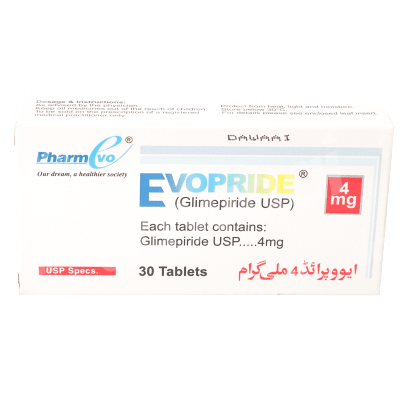 Dosage & Instructions:
As advised by the physician.
Keep all medicines out of the reach of children
To be sold on the prescription of a registered
medical practitioner only.
Protect from heat, light and moisture
Store below 30°C
For details please see enclosed leaflet insert.
DAWAAI
PharmEvo®
Our dream, a healthier society
EVOPRIDE®
(Glimepiride USP)
4
mg
Each tablet contains:
Glimepiride USP.....4mg
USP Specs.
30 Tablets
ایووپرائڈ 4 ملی گرام